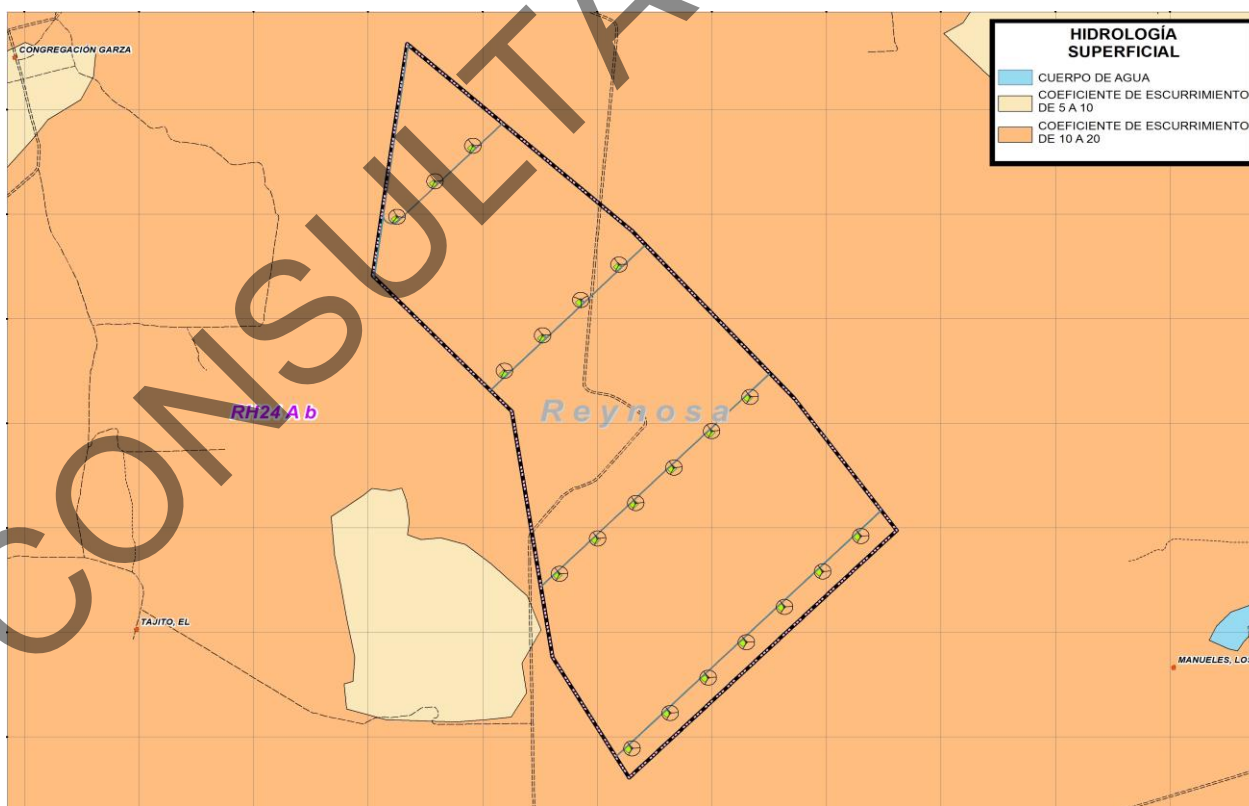 CONGREGACIÓN GARZA
HIDROLOGÍA
SUPERFICIAL
CUERPO DE AGUA
COEFICIENTE DE ESCURRIMIENTO
DE 5 A 10
COEFICIENTE DE ESCURRIMIENTO
DE 10 A 20
RH24 A b
Reynosa
TAJITO, EL
MANUELES, LOS
CONSULTA